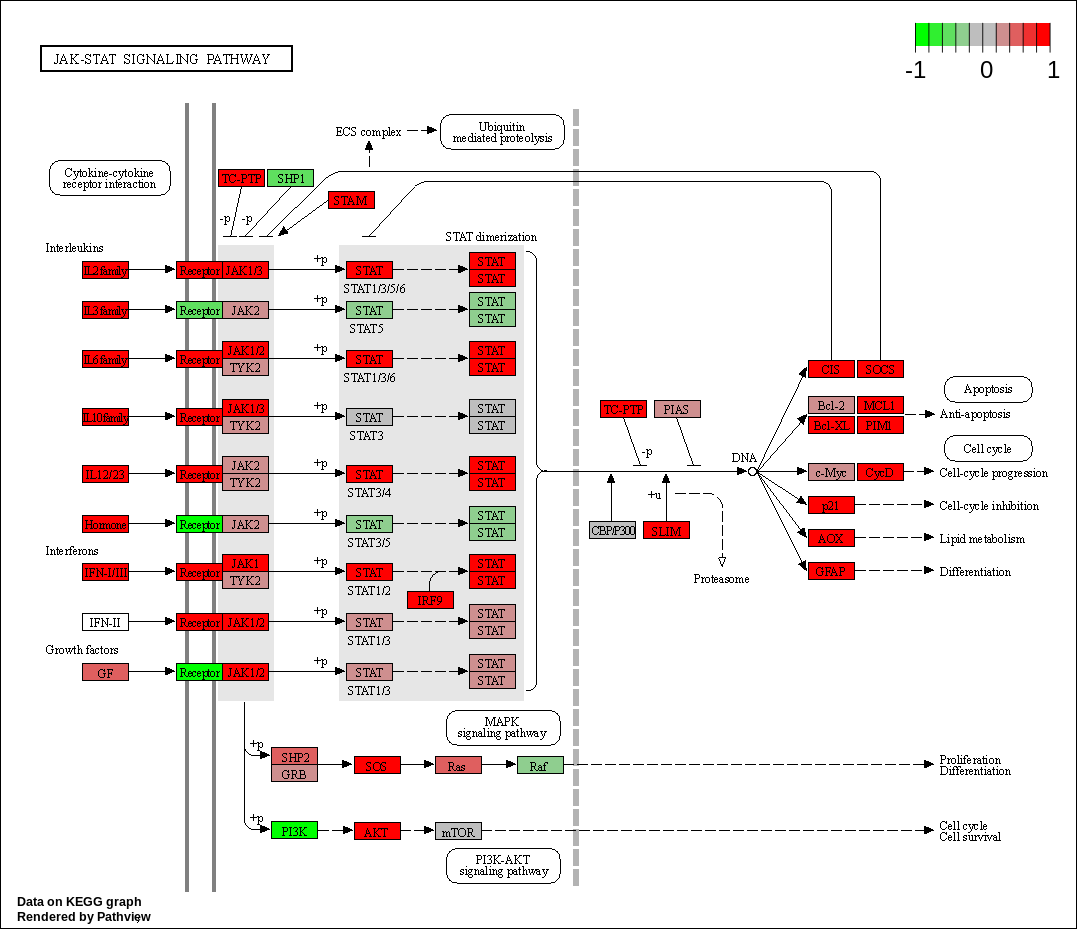 JAK-STAT SIGNALING PATHWAY
-1 0 1
ECS complex
Ubiquitin
mediated proteolysis
Cytokine-cytokine
receptor interaction
TC-PTP SHP1
STAM
-p -p
STAT dimerization
Interleukins
IL2family Receptor JAK1/3 +p STAT STAT
STAT
STAT1/3/5/6
IL3family Receptor JAK2 +p STAT STAT
STAT
STAT5
IL6family Receptor JAK1/2 +p STAT STAT
TYK2 STAT
STAT1/3/6
CIS SOCS
Apoptosis
IL10family Receptor JAK1/3 +p STAT STAT
TYK2 STAT
STAT3
TC-PTP PIAS
Bcl-2 MCL1 Anti-apoptosis
Bcl-XL PIM1
-p
Cell cycle
DNA
IL12/23 Receptor JAK2 +p STAT STAT
TYK2 STAT
STAT3/4
c-Myc CycD Cell-cycle progression
+u
p21 Cell-cycle inhibition
Hormone Receptor JAK2 +p STAT STAT
STAT
STAT3/5
CBP/P300 SLIM
AOX Lipid metabolism
Interferons
IFN-I/III Receptor JAK1 +p STAT STAT
TYK2 STAT
STAT1/2
IRF9
Proteasome
GFAP Differentiation
IFN-II Receptor JAK1/2 +p STAT STAT
STAT
STAT1/3
Growth factors
GF Receptor JAK1/2 +p STAT STAT
STAT
STAT1/3
MAPK
signaling pathway
+p
SHP2 SOS Ras Raf
GRB
Proliferation
Differentiation
+p
PI3K AKT mTOR
Cell cycle
Cell survival
PI3K-AKT
signaling pathway
Data on KEGG graph
Rendered by Pathview